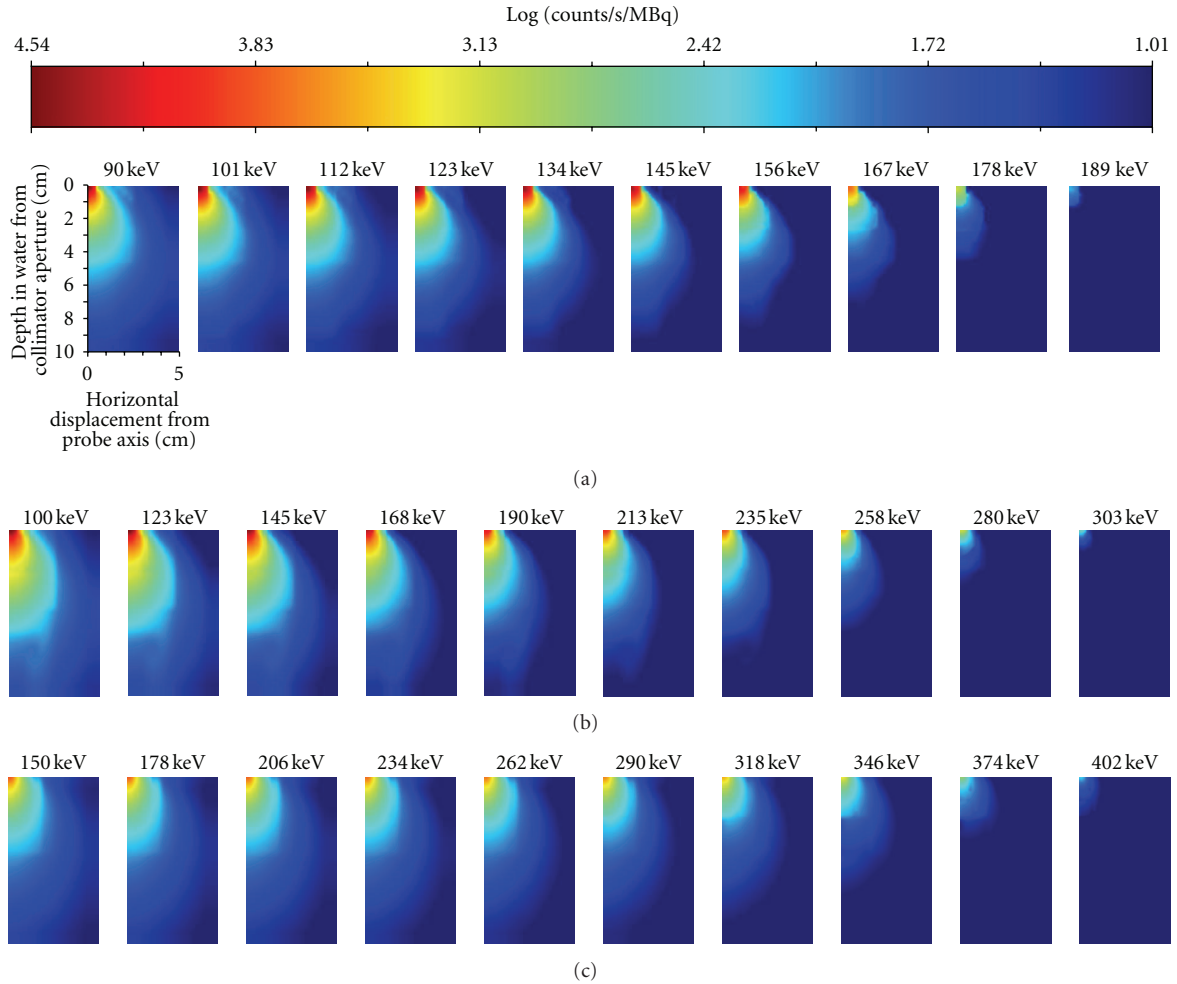 Log (counts/s/MBq)
4.54 3.83 3.13 2.42 1.72 1.01
90 keV 101 keV 112 keV 123 keV 134 keV 145 keV 156 keV 167 keV 178 keV 189 keV
Depth in water from
collimator aperture (cm)
0
2
4
6
8
10
0 5
Horizontal
displacement from
probe axis (cm)
(a)
100 keV 123 keV 145 keV 168 keV 190 keV 213 keV 235 keV 258 keV 280 keV 303 keV
(b)
150 keV 178 keV 206 keV 234 keV 262 keV 290 keV 318 keV 346 keV 374 keV 402 keV
(c)